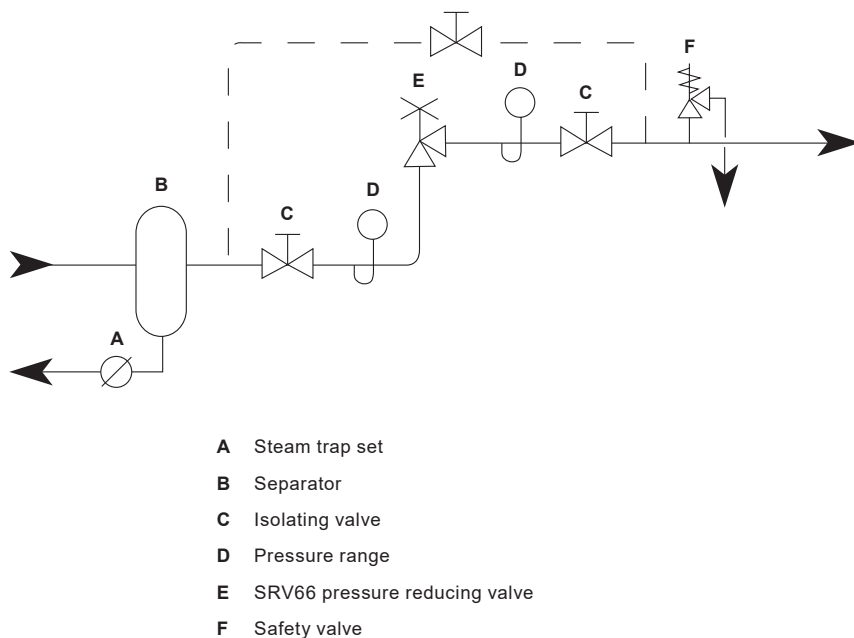 F
D
E
C
B
D
C
A
A Steam trap set
B Separator
C Isolating valve
D Pressure range
E SRV66 pressure reducing valve
F Safety valve